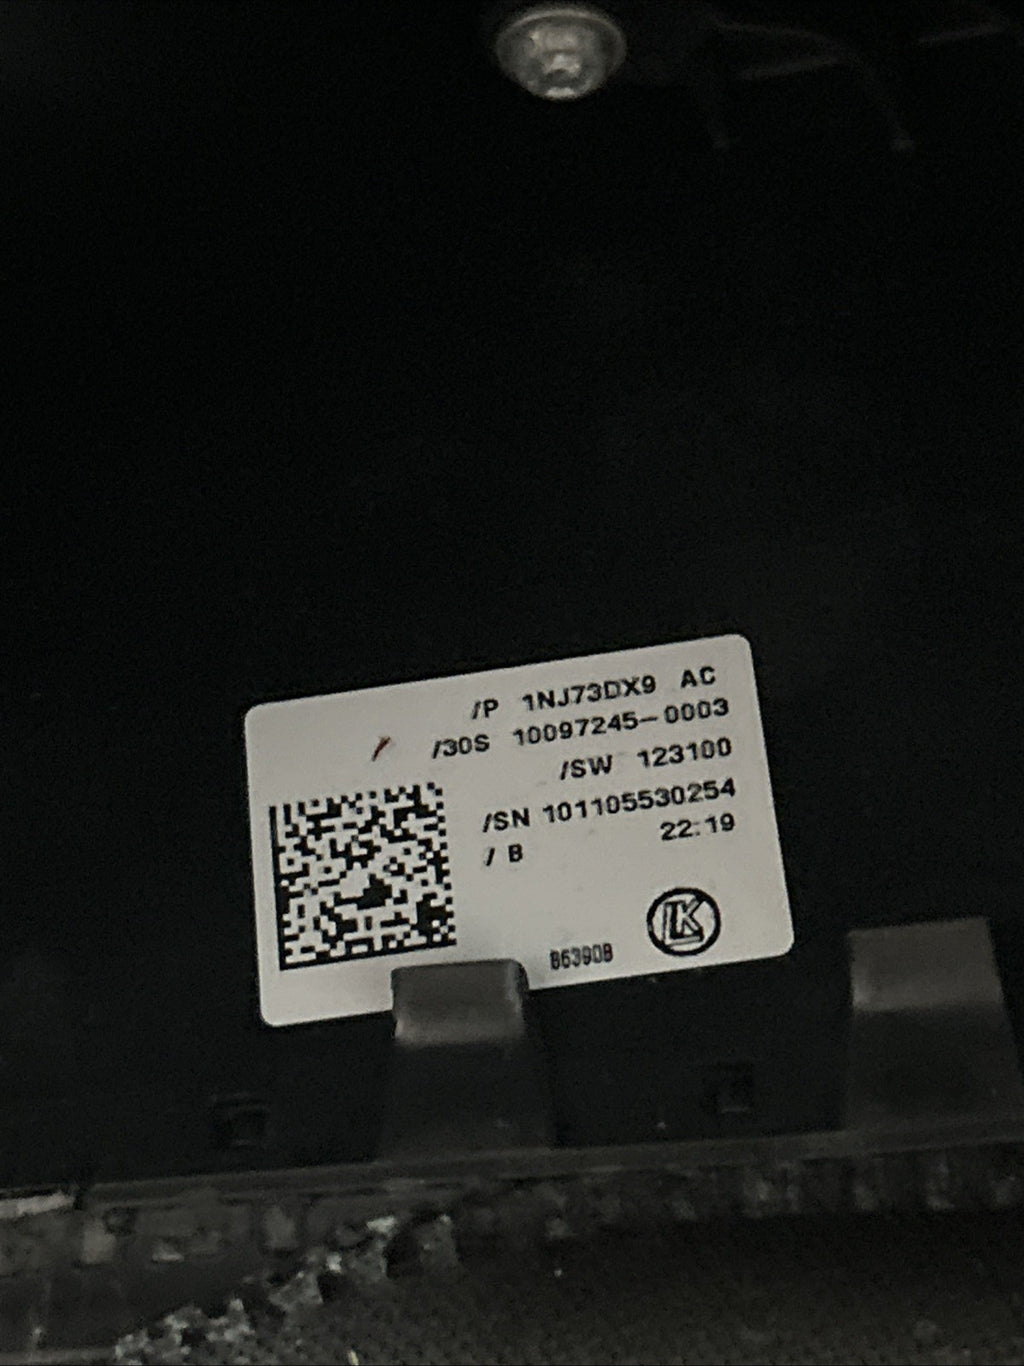 /P 1NJ73DX9 AC
/30S 10097245-0003
/SW 123100
/SN 101105530254
/ B 22:19
LK
B6390B